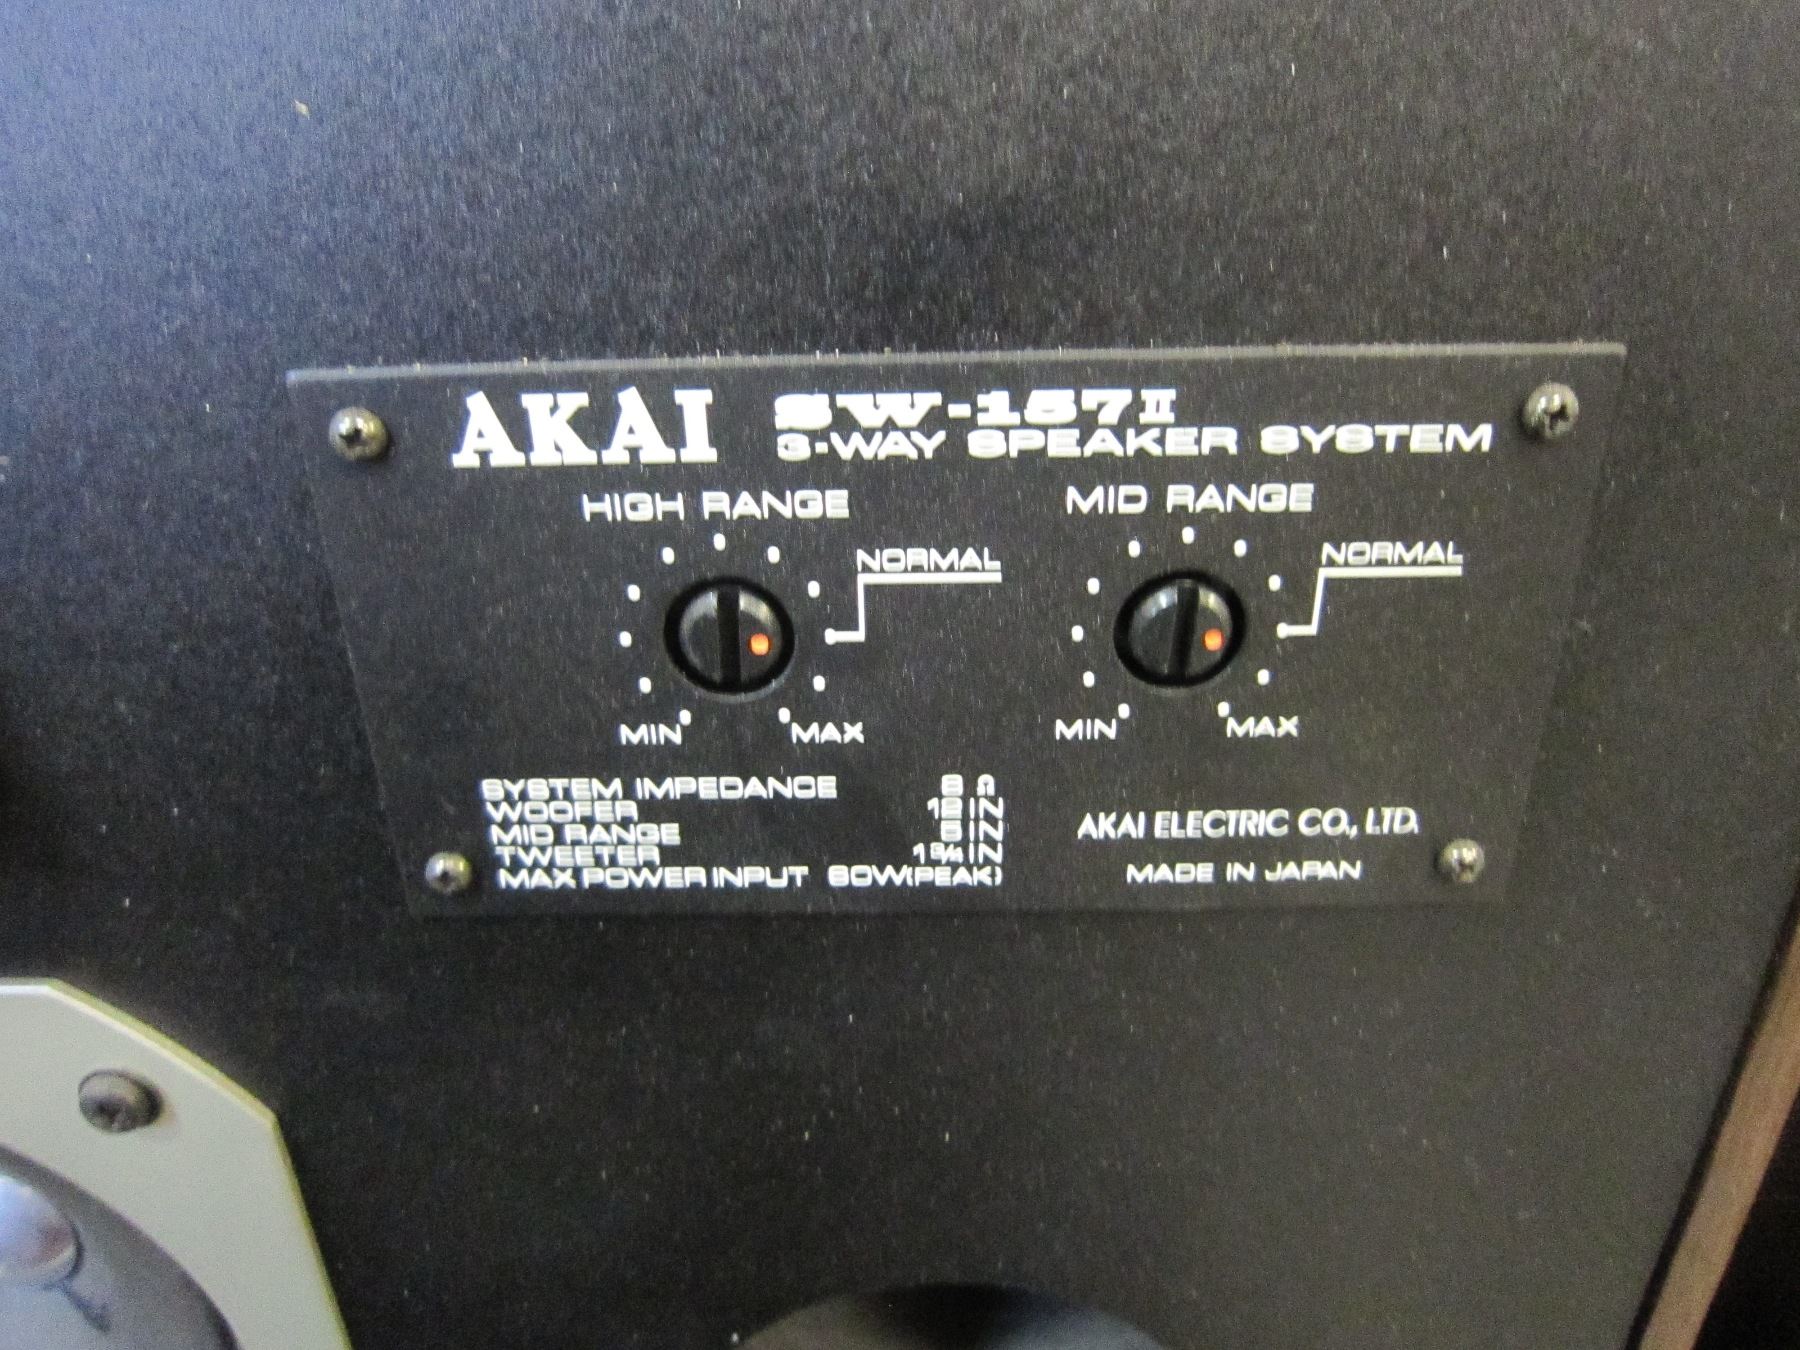 AKAI SW-157II
3-WAY SPEAKER SYSTEM
HIGH RANGE
NORMAL
MIN MAX
MID RANGE
NORMAL
MIN MAX
SYSTEM IMPEDANCE 8 Ω
WOOFER 12 IN
MID RANGE 5 IN
TWEETER 1 3/4 IN
MAX POWER INPUT 60W(PEAK)
AKAI ELECTRIC CO., LTD.
MADE IN JAPAN